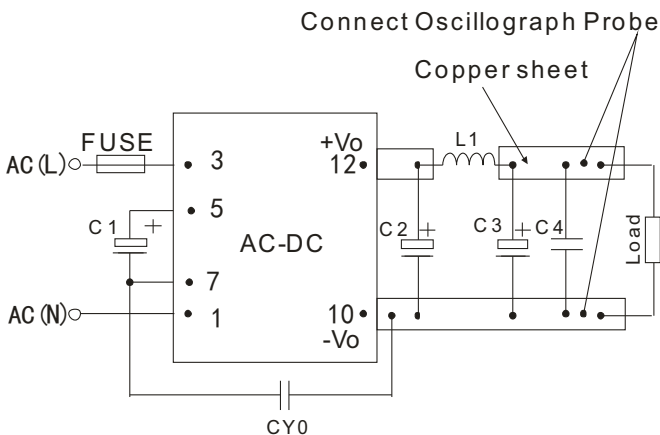 Connect Oscillograph Probe
Copper sheet
FUSE
+Vo
L1
AC(L)
3
12
5
C1
+
AC-DC
C2
+
C3
+
C4
Load
7
AC(N)
1
10
-Vo
CY0